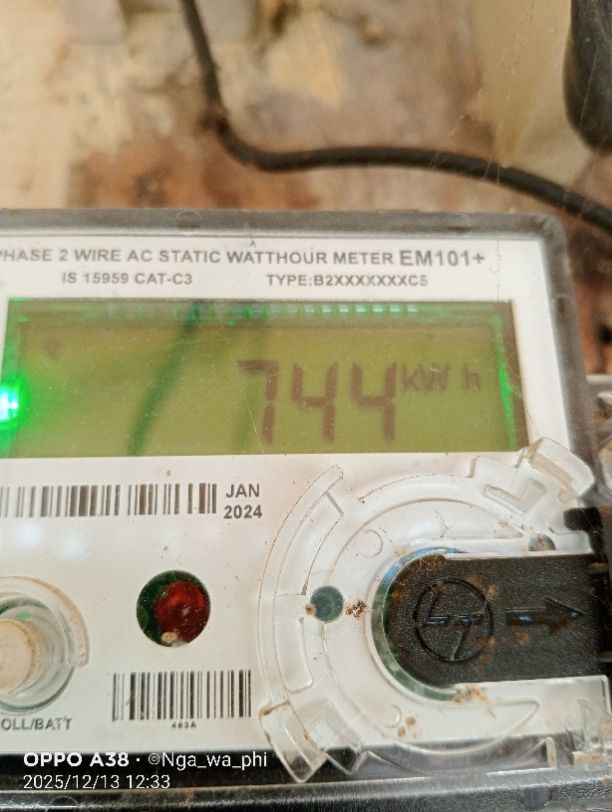 PHASE 2 WIRE AC STATIC WATTHOUR METER EM101+
IS 15959 CAT-C3 TYPE:B2XXXXXXXC5
744 kWh
JAN
2024
LT
OLL/BATT
OPPO A38 · ©Nga_wa_phi
2025/12/13 12:33